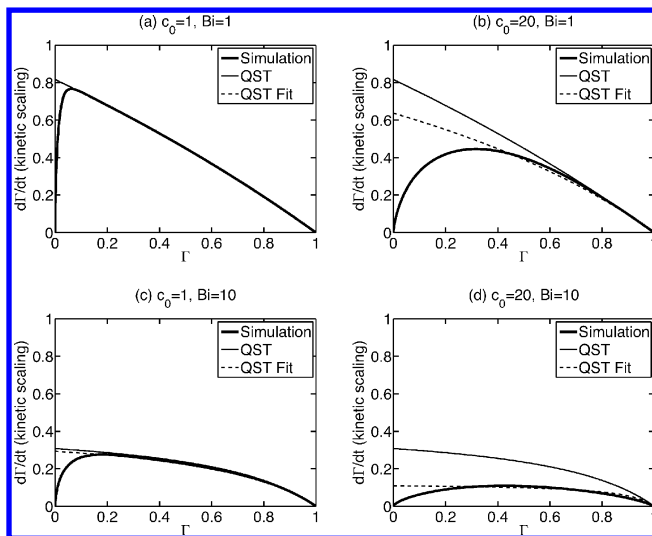 (a) c₀=1, Bi=1
dΓ/dt (kinetic scaling)
1
0.8
0.6
0.4
0.2
0
Simulation
QST
QST Fit
0 0.2 0.4 0.6 0.8 1
Γ
(b) c₀=20, Bi=1
dΓ/dt (kinetic scaling)
1
0.8
0.6
0.4
0.2
0
Simulation
QST
QST Fit
0 0.2 0.4 0.6 0.8 1
Γ
(c) c₀=1, Bi=10
dΓ/dt (kinetic scaling)
1
0.8
0.6
0.4
0.2
0
Simulation
QST
QST Fit
0 0.2 0.4 0.6 0.8 1
Γ
(d) c₀=20, Bi=10
dΓ/dt (kinetic scaling)
1
0.8
0.6
0.4
0.2
0
Simulation
QST
QST Fit
0 0.2 0.4 0.6 0.8 1
Γ